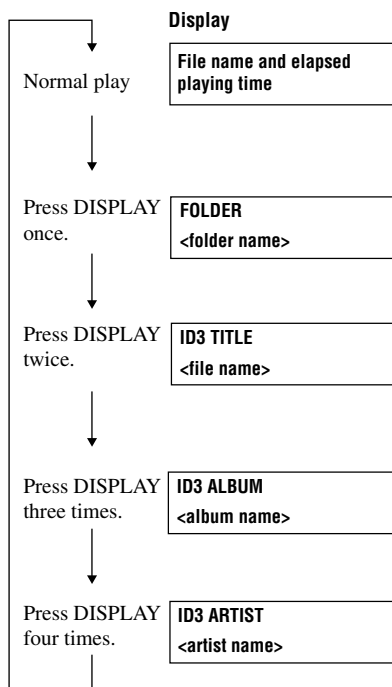 Display
Normal play
File name and elapsed
playing time
Press DISPLAY
once.
FOLDER
<folder name>
Press DISPLAY
twice.
ID3 TITLE
<file name>
Press DISPLAY
three times.
ID3 ALBUM
<album name>
Press DISPLAY
four times.
ID3 ARTIST
<artist name>